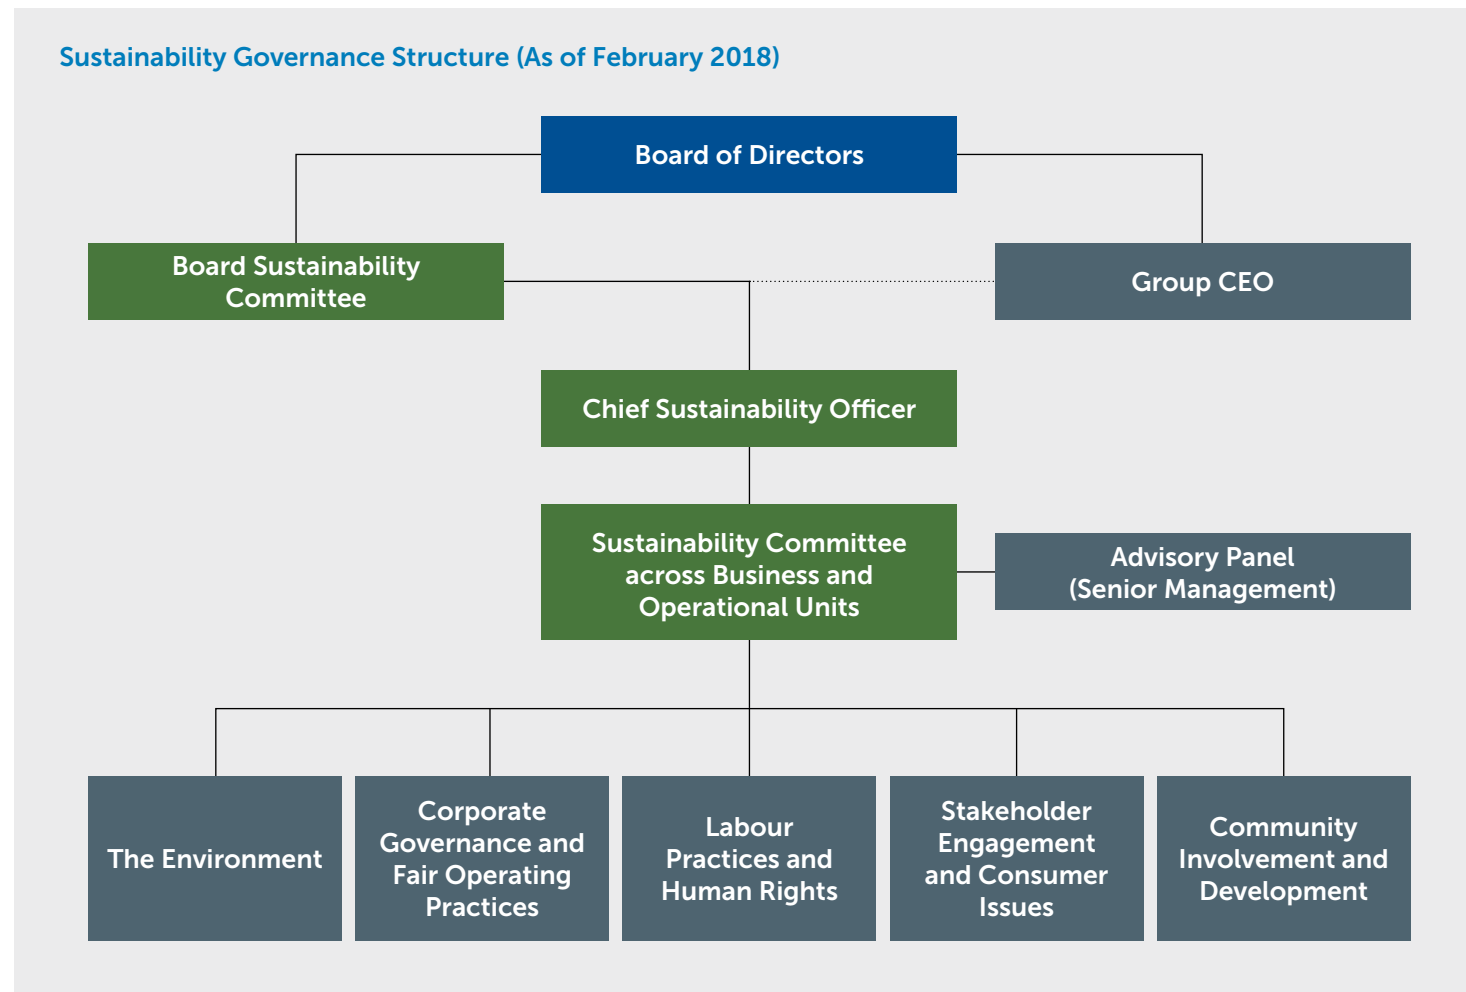 Sustainability Governance Structure (As of February 2018)
Board of Directors
Board Sustainability
Committee
Group CEO
Chief Sustainability Officer
Sustainability Committee
across Business and
Operational Units
Advisory Panel
(Senior Management)
The Environment
Corporate
Governance and
Fair Operating
Practices
Labour
Practices and
Human Rights
Stakeholder
Engagement
and Consumer
Issues
Community
Involvement and
Development